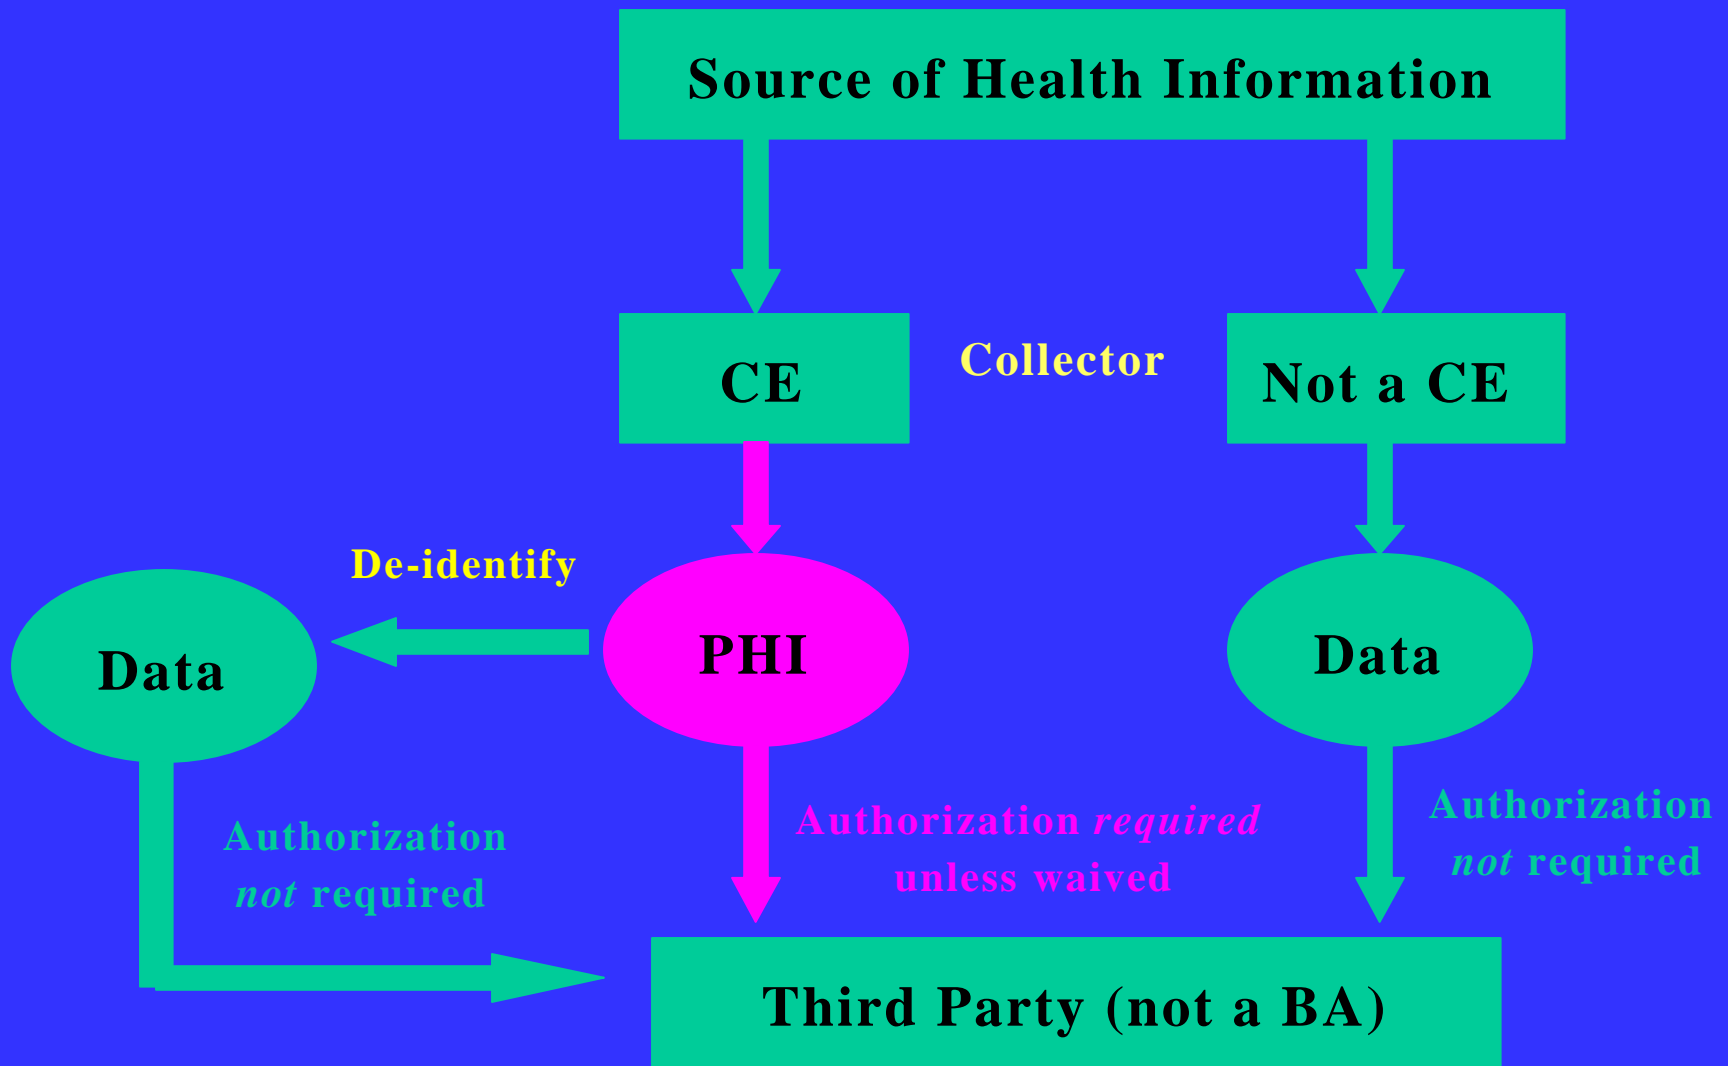 Source of Health Information
CE
Collector
Not a CE
De-identify
Data
PHI
Data
Authorization
not required
Authorization required
unless waived
Authorization
not required
Third Party (not a BA)